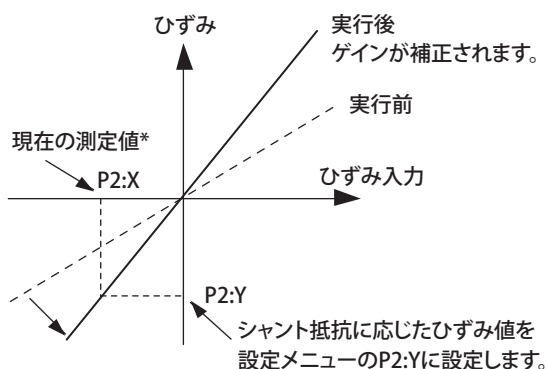 ひずみ
実行後
ゲインが補正されます。
実行前
現在の測定値*
P2:X
ひずみ入力
P2:Y
シャント抵抗に応じたひずみ値を
設定メニューのP2:Yに設定します。